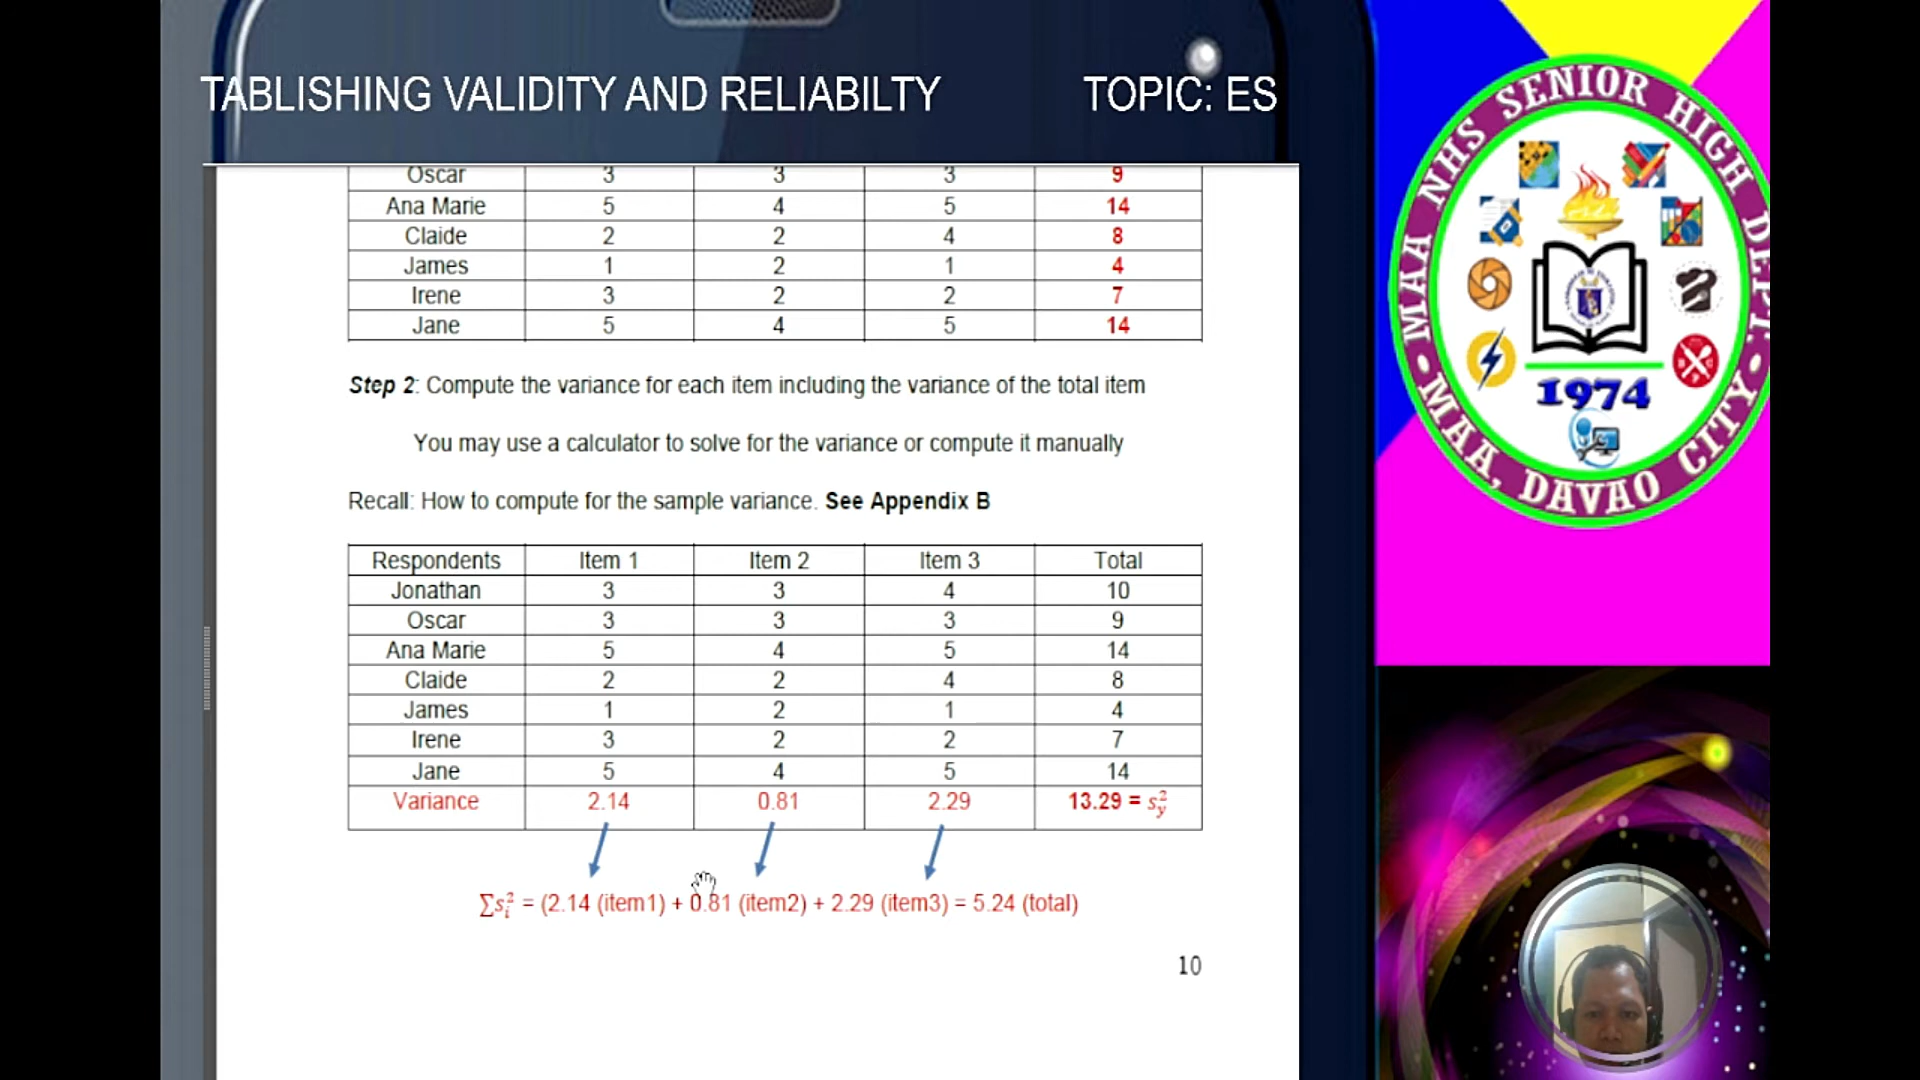 TABLISHING VALIDITY AND RELIABILTY TOPIC: ES
Oscar 3 3 3 9
Ana Marie 5 4 5 14
Claide 2 2 4 8
James 1 2 1 4
Irene 3 2 2 7
Jane 5 4 5 14
Step 2: Compute the variance for each item including the variance of the total item
You may use a calculator to solve for the variance or compute it manually
Recall: How to compute for the sample variance. See Appendix B
Respondents Item 1 Item 2 Item 3 Total
Jonathan 3 3 4 10
Oscar 3 3 3 9
Ana Marie 5 4 5 14
Claide 2 2 4 8
James 1 2 1 4
Irene 3 2 2 7
Jane 5 4 5 14
Variance 2.14 0.81 2.29 13.29 = s²y
∑s²i = (2.14 (item1) + 0.81 (item2) + 2.29 (item3) = 5.24 (total)
10
MAA NHS SENIOR HIGH DEPT.
1974
MAA, DAVAO CITY